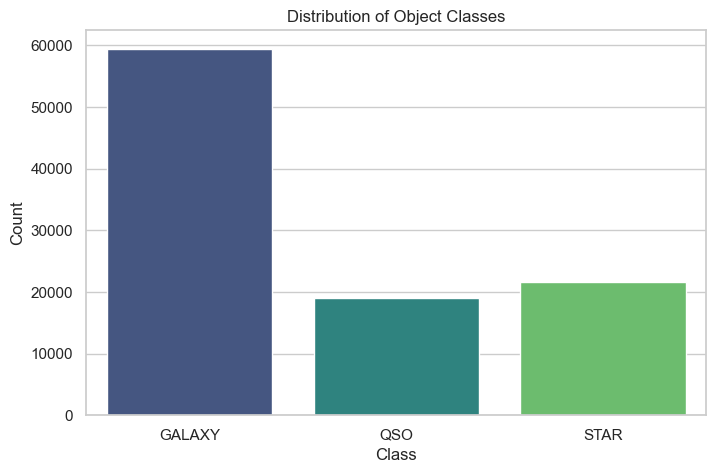 Distribution of Object Classes
60000
50000
40000
30000
20000
10000
0
Count
GALAXY
QSO
STAR
Class